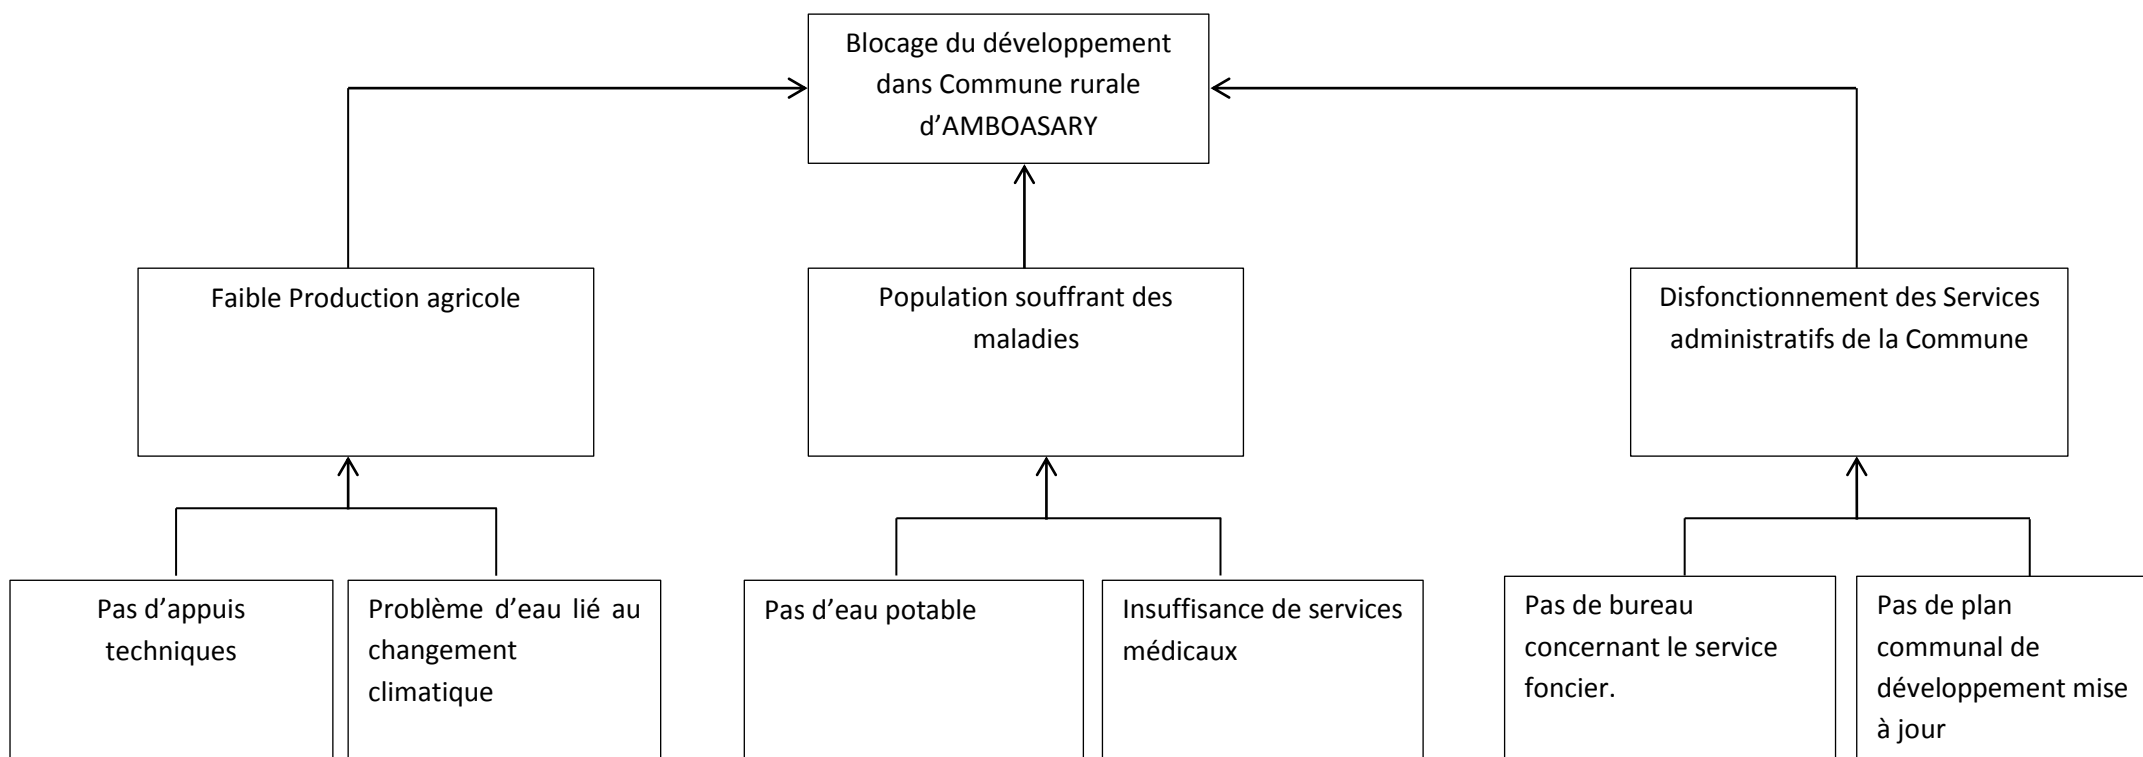 Blocage du développement
dans Commune rurale
d’AMBOASARY
Faible Production agricole
Population souffrant des
maladies
Disfonctionnement des Services
administratifs de la Commune
Pas d’appuis
techniques
Problème d’eau lié au
changement
climatique
Pas d’eau potable
Insuffisance de services
médicaux
Pas de bureau
concernant le service
foncier.
Pas de plan
communal de
développement mise
à jour